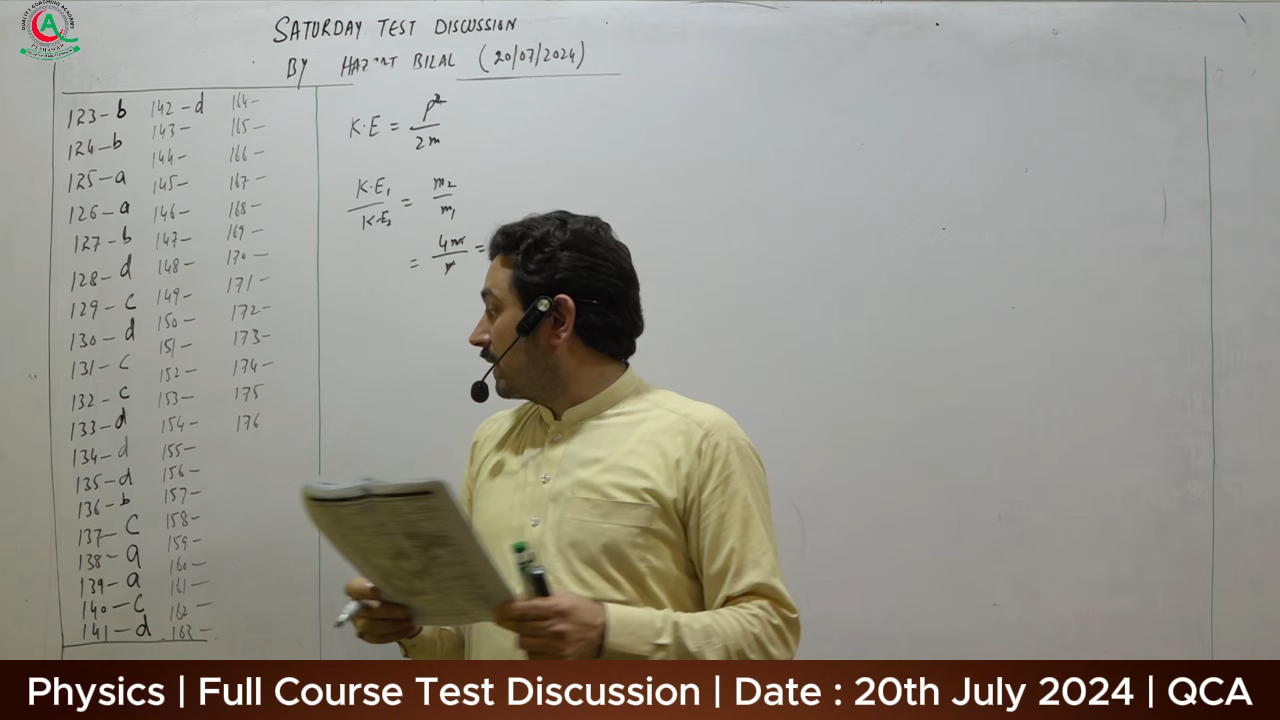 QUALITY COACHING ACADEMY
PESHAWAR
SATURDAY TEST DISCUSSION
BY BILAL (20/07/2024)
123-b
124-b
125-a
126-a
127-b
128-d
129-c
130-d
131-c
132-c
133-d
134-d
135-d
136-b
137-c
138-a
139-a
140-c
141-d
142-d
143-
144-
145-
146-
147-
148-
149-
150-
151-
152-
153-
154-
155-
156-
157-
158-
159-
160-
161-
162-
163-
164-
165-
166-
167-
168-
169-
170-
171-
172-
173-
174-
175
176
K.E = P²
2m
K.E₁ = m₂
K.E₂ m₁
= 4m =
m
Physics | Full Course Test Discussion | Date : 20th July 2024 | QCA